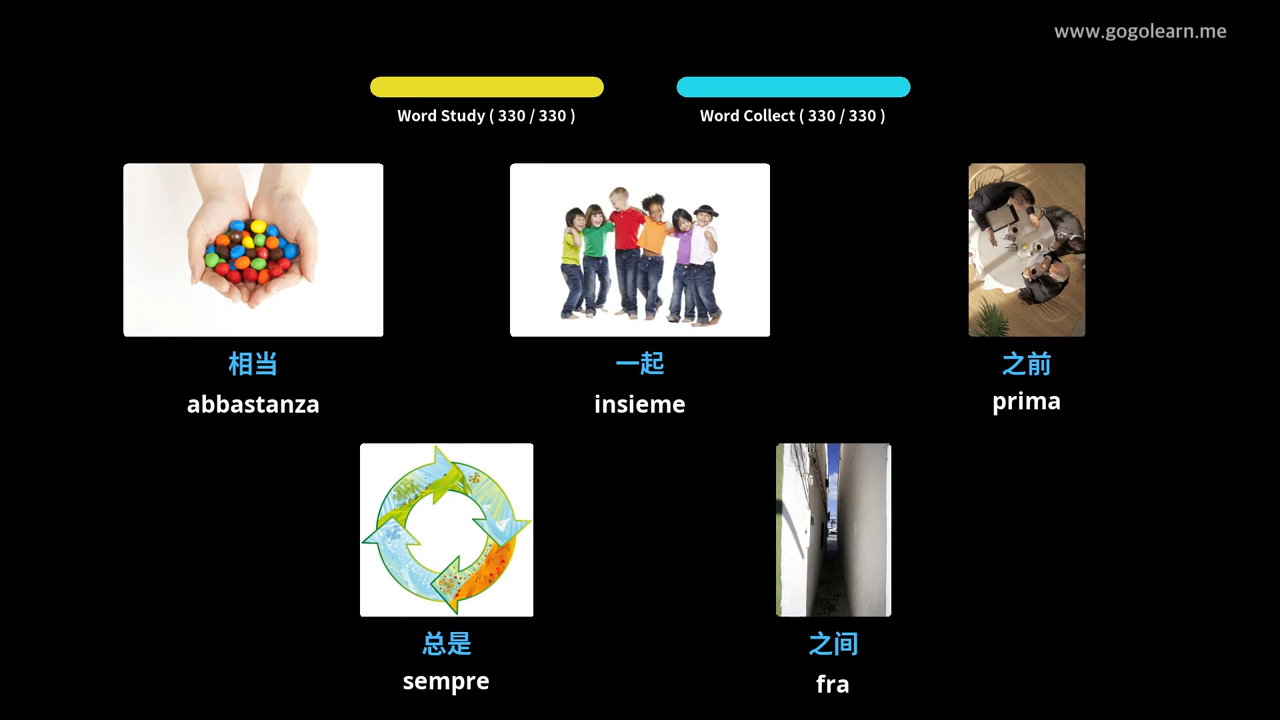 www.gogolearn.me
Word Study ( 330 / 330 )
Word Collect ( 330 / 330 )
相当
abbastanza
一起
insieme
之前
prima
总是
sempre
之间
fra